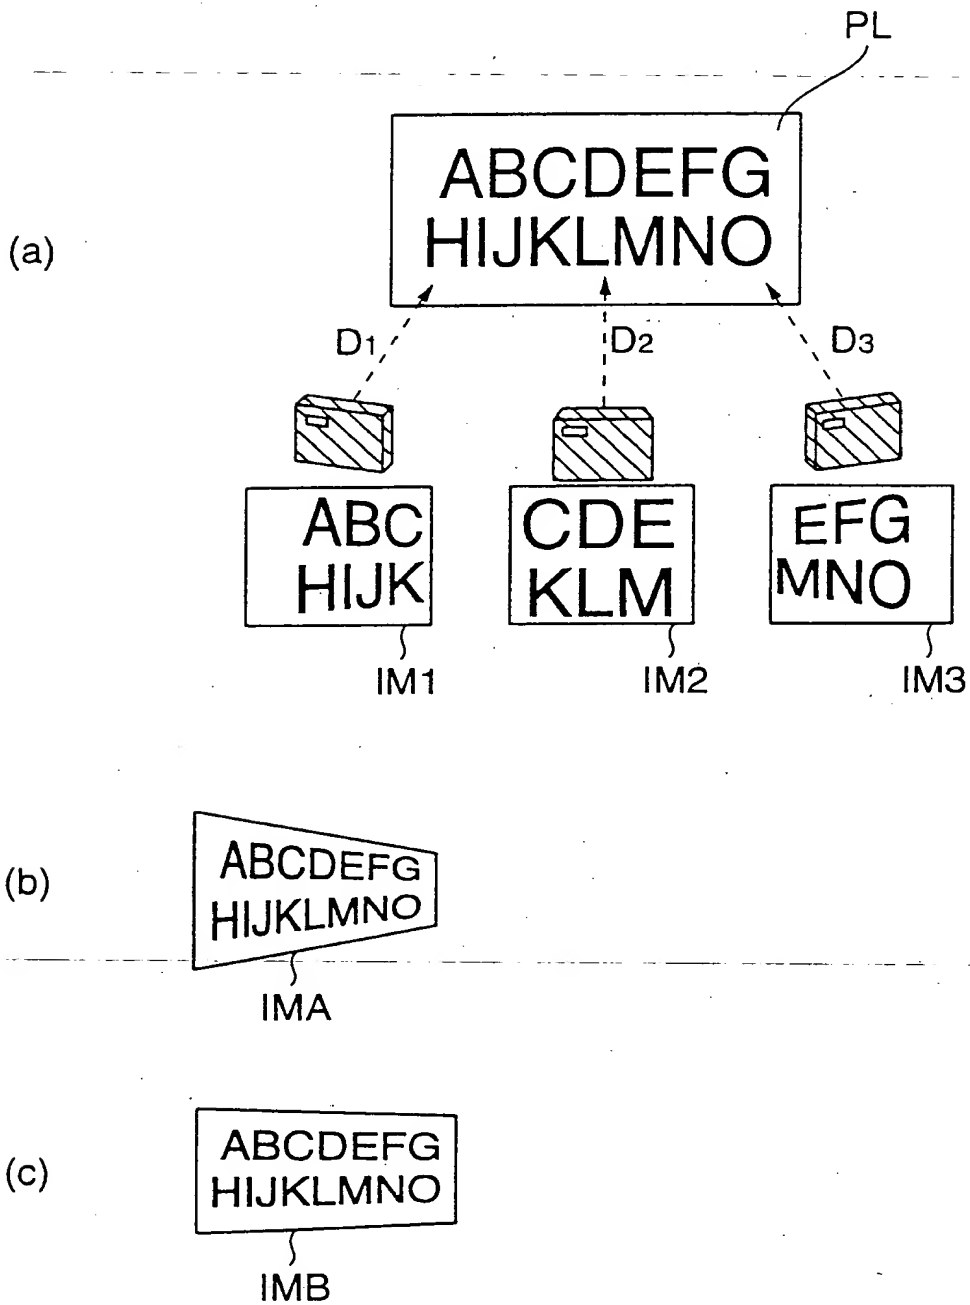 PL
(a)
ABCDEFG
HIJKLMNO
D1
D2
D3
ABC
HIJK
CDE
KLM
EFG
MNO
IM1
IM2
IM3
(b)
ABCDEFG
HIJKLMNO
IMA
(c)
ABCDEFG
HIJKLMNO
IMB